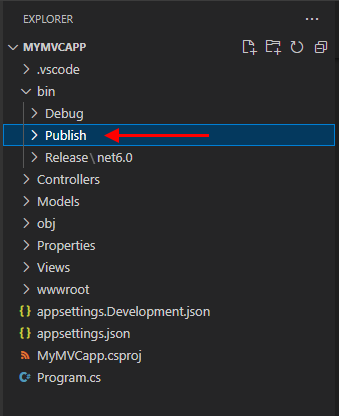 EXPLORER
MYMVCAPP
.vscode
bin
Debug
Publish
Release\net6.0
Controllers
Models
obj
Properties
Views
wwwroot
{} appsettings.Development.json
{} appsettings.json
MyMVCapp.csproj
C# Program.cs